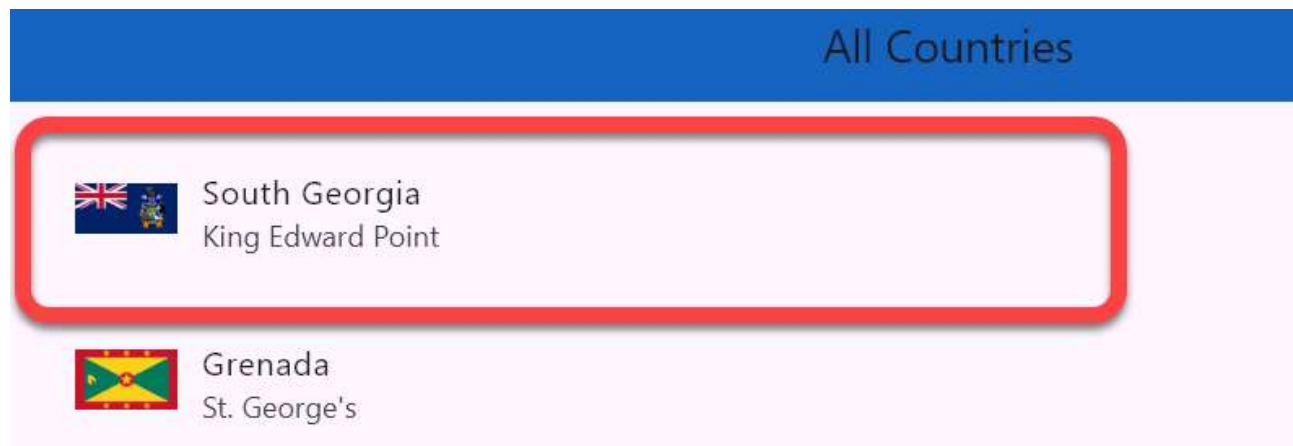 All Countries
South Georgia
King Edward Point
Grenada
St. George's